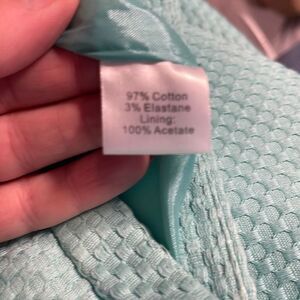 97% Cotton
3% Elastane
Lining:
100% Acetate